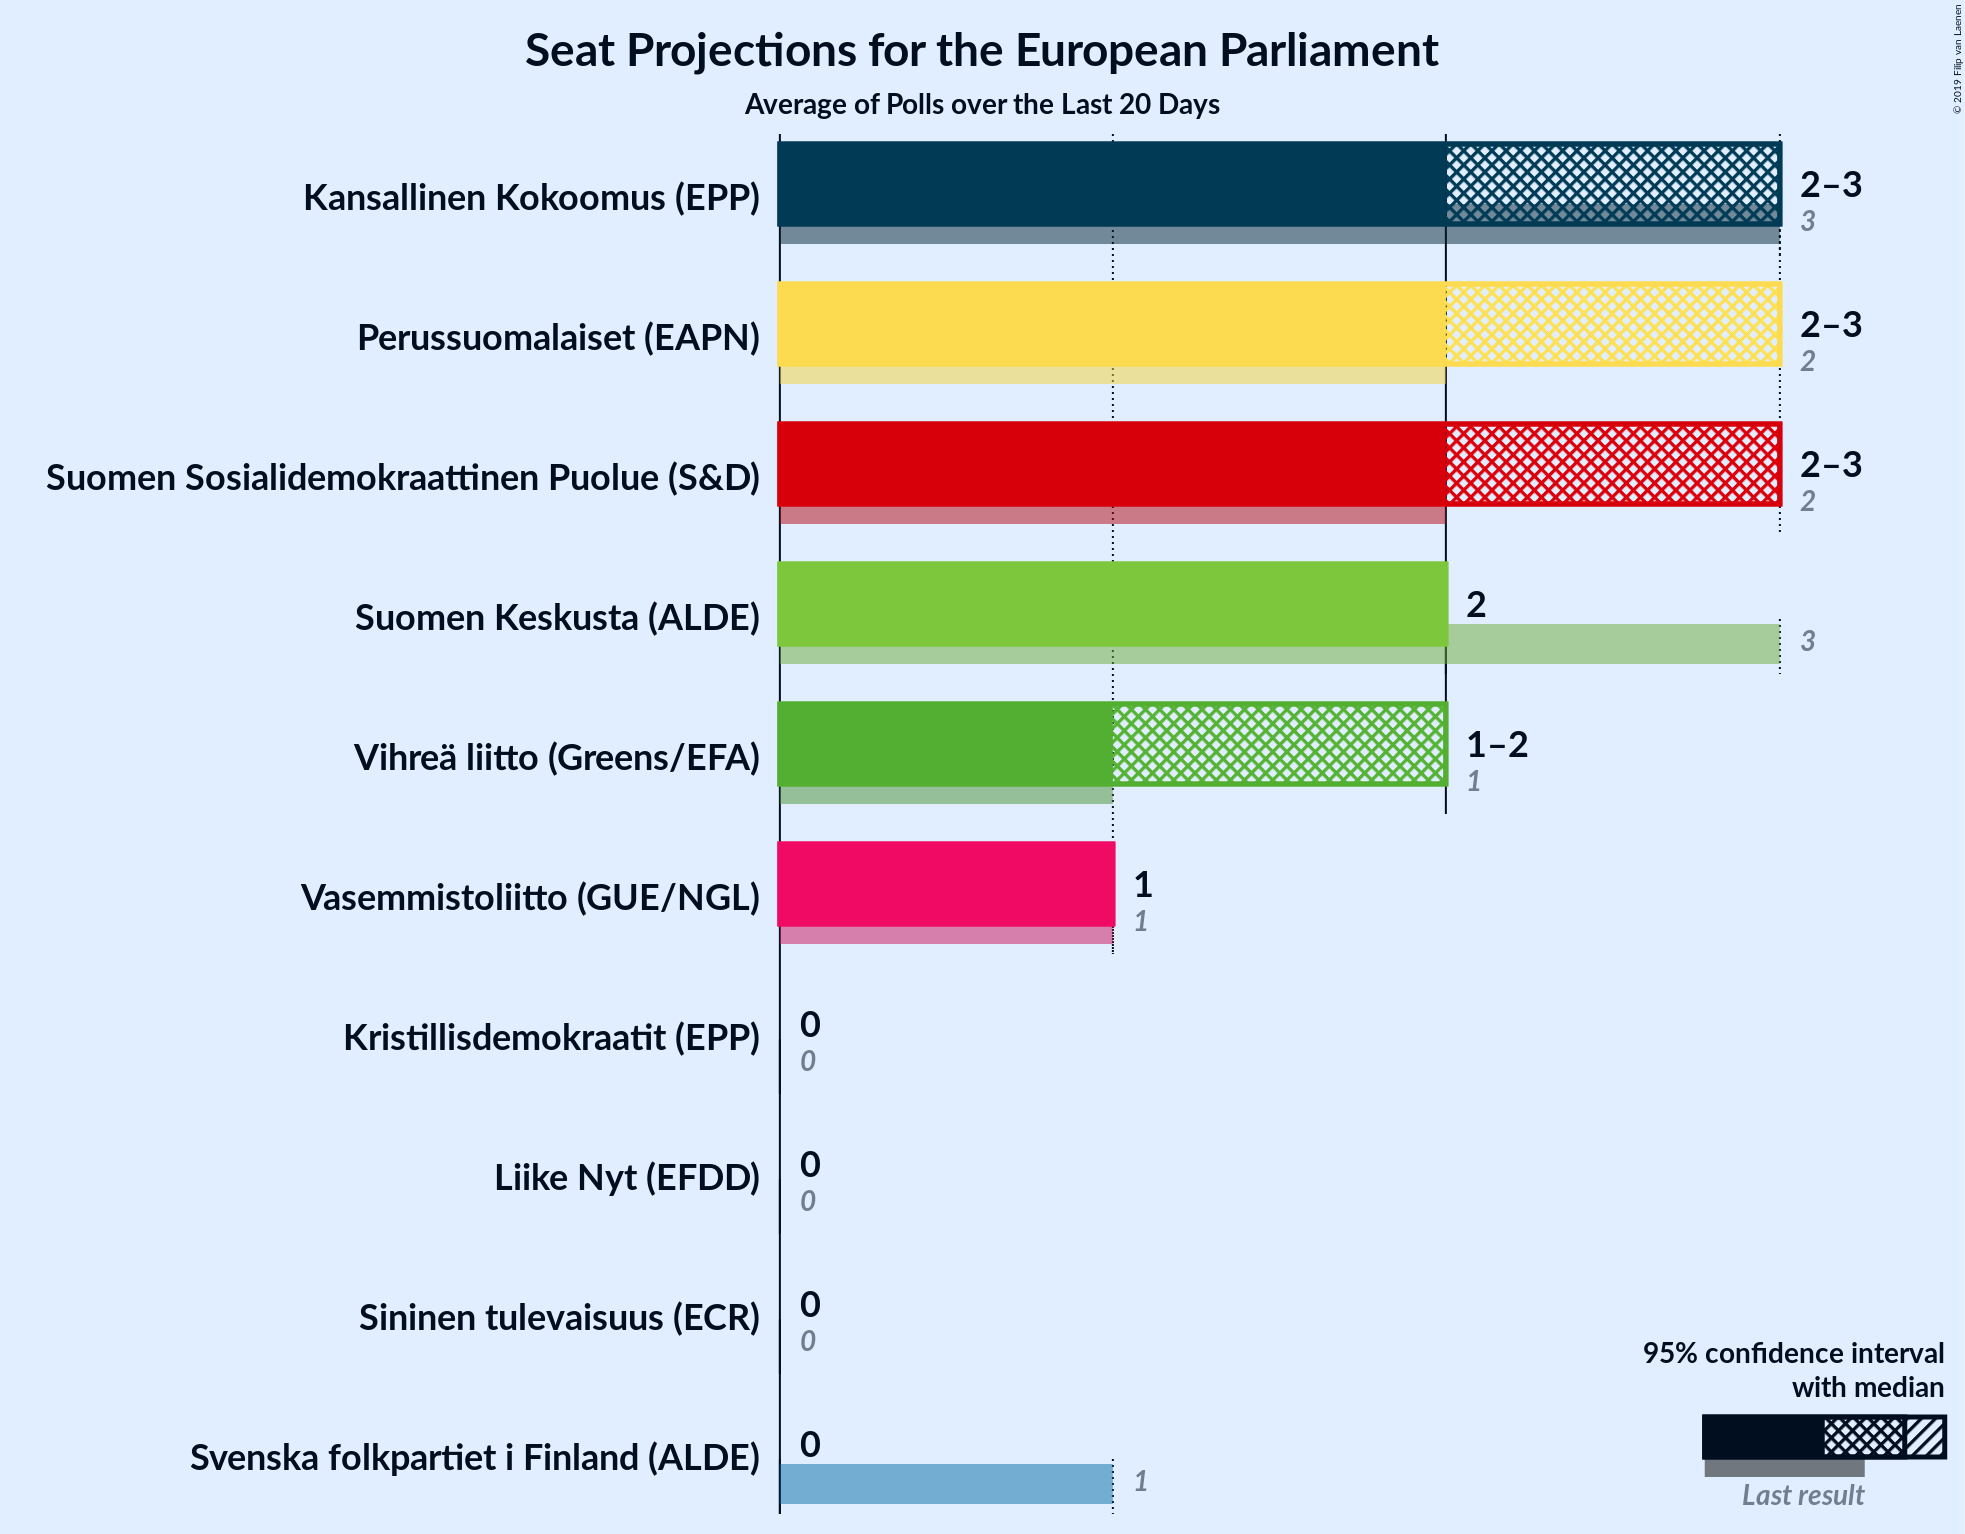 Seat Projections for the European Parliament
Average of Polls over the Last 20 Days
© 2019 Filip van Laenen
Kansallinen Kokoomus (EPP)
2–3
3
Perussuomalaiset (EAPN)
2–3
2
Suomen Sosialidemokraattinen Puolue (S&D)
2–3
2
Suomen Keskusta (ALDE)
2
3
Vihreä liitto (Greens/EFA)
1–2
1
Vasemmistoliitto (GUE/NGL)
1
1
Kristillisdemokraatit (EPP)
0
0
Liike Nyt (EFDD)
0
0
Sininen tulevaisuus (ECR)
0
0
Svenska folkpartiet i Finland (ALDE)
0
1
95% confidence interval
with median
Last result